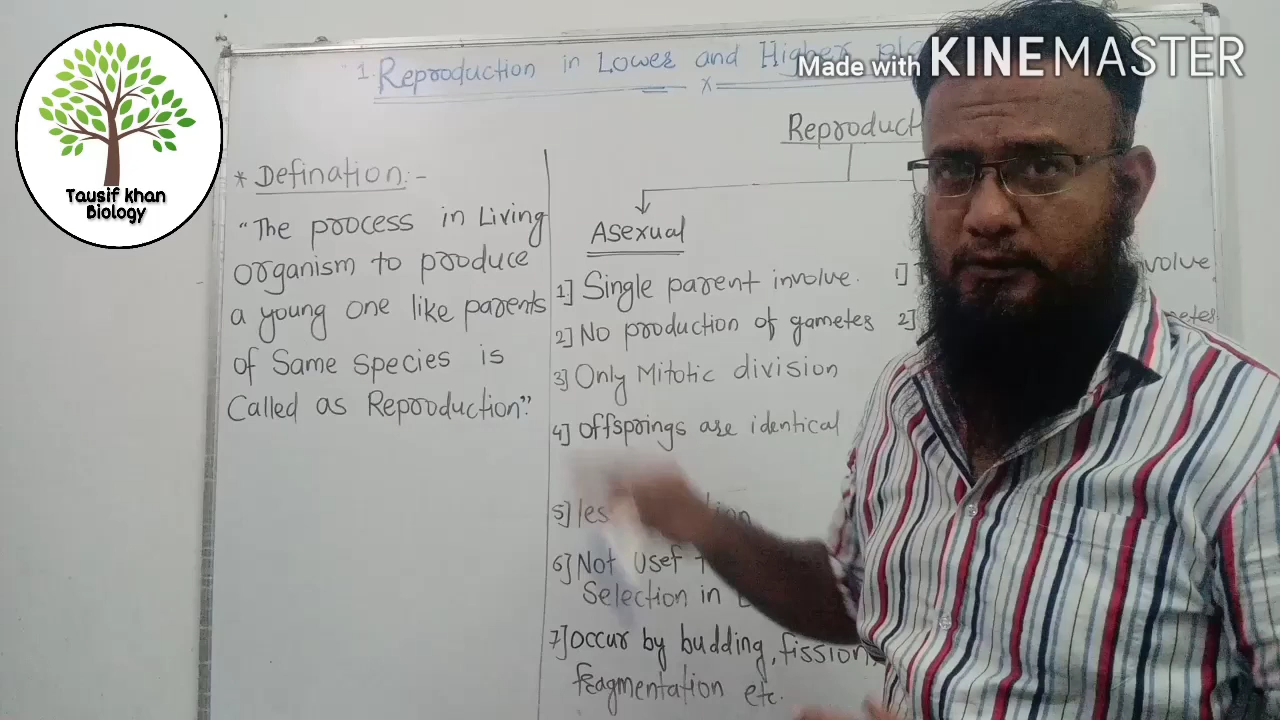 Tausif khan
Biology
Made with KINEMASTER
1. Reproduction in Lower and Higher
Reproduct
* Defination:-
"The process in Living
organism to produce
a young one like parents
of Same species is
Called as Reproduction."
Asexual
1] Single parent involve.
2] No production of gametes
3] Only Mitotic division
4] Offsprings are identical
5]
6] Not Usef
Selection in
7] Occur by budding, fission,
fragmentation etc.
1]
2]